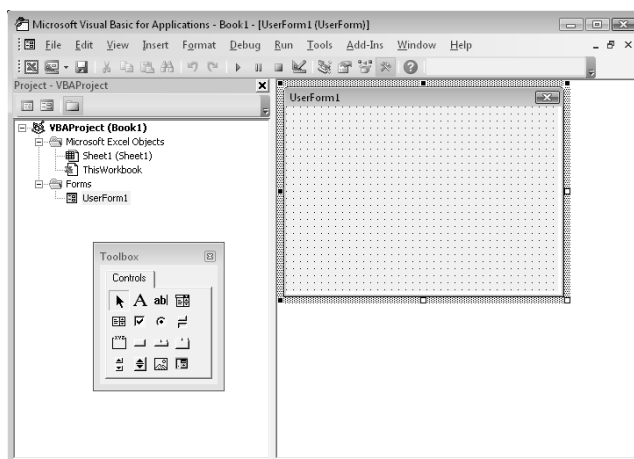 Microsoft Visual Basic for Applications - Book1 - [UserForm1 (UserForm)]
File Edit View Insert Format Debug Run Tools Add-Ins Window Help
Project - VBAProject
VBAProject (Book1)
Microsoft Excel Objects
Sheet1 (Sheet1)
ThisWorkbook
Forms
UserForm1
UserForm1
Toolbox
Controls
A ab|